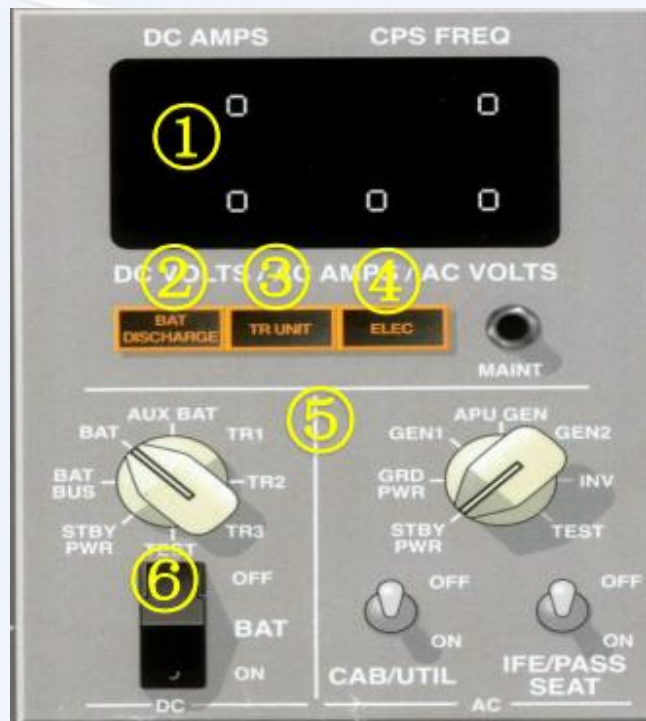 DC AMPS CPS FREQ
① 0 0
0 0 0
DC VOLTS / AC AMPS / AC VOLTS
② ③ ④
BAT DISCHARGE TR UNIT ELEC
MAINT
⑤
AUX BAT
BAT TR1
BAT BUS TR2
STBY PWR TR3
TEST
APU GEN
GEN1 GEN2
GRD PWR INV
STBY PWR TEST
⑥ OFF
BAT
ON
DC
OFF OFF
ON ON
CAB/UTIL IFE/PASS SEAT
AC